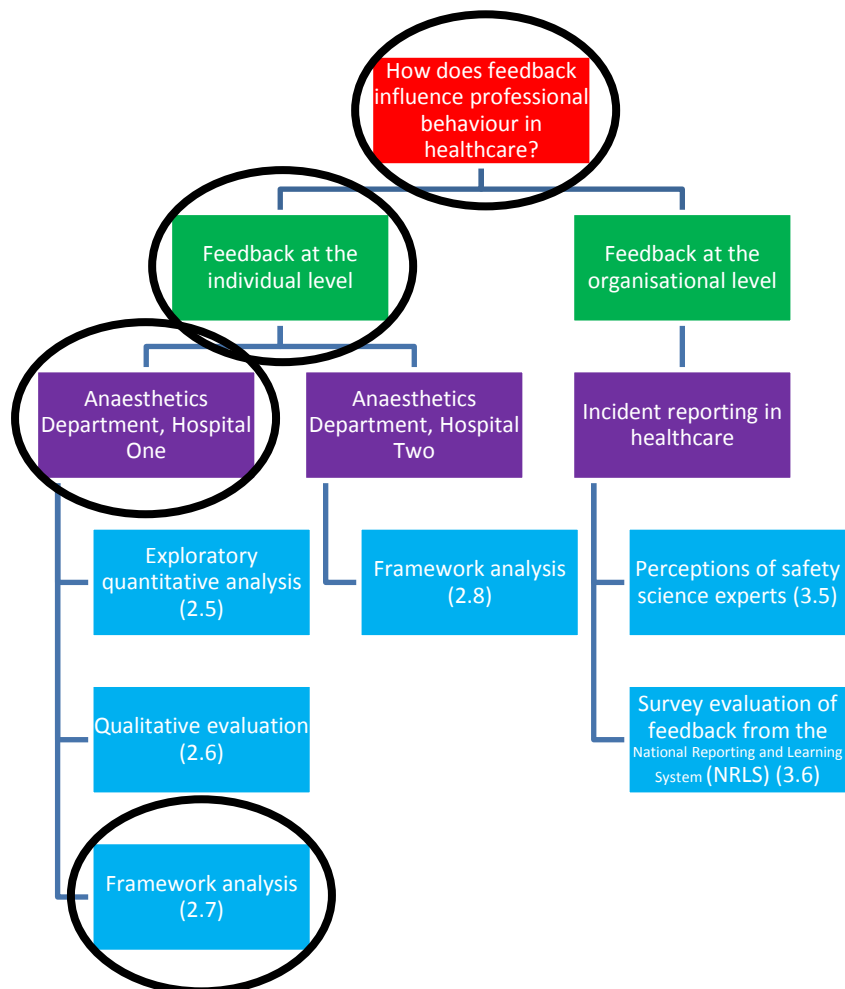 How does feedback
influence professional
behaviour in
healthcare?
Feedback at the
individual level
Feedback at the
organisational level
Anaesthetics
Department, Hospital
One
Anaesthetics
Department, Hospital
Two
Incident reporting in
healthcare
Exploratory
quantitative analysis
(2.5)
Framework analysis
(2.8)
Perceptions of safety
science experts (3.5)
Qualitative evaluation
(2.6)
Survey evaluation of
feedback from the
National Reporting and Learning
System (NRLS) (3.6)
Framework analysis
(2.7)